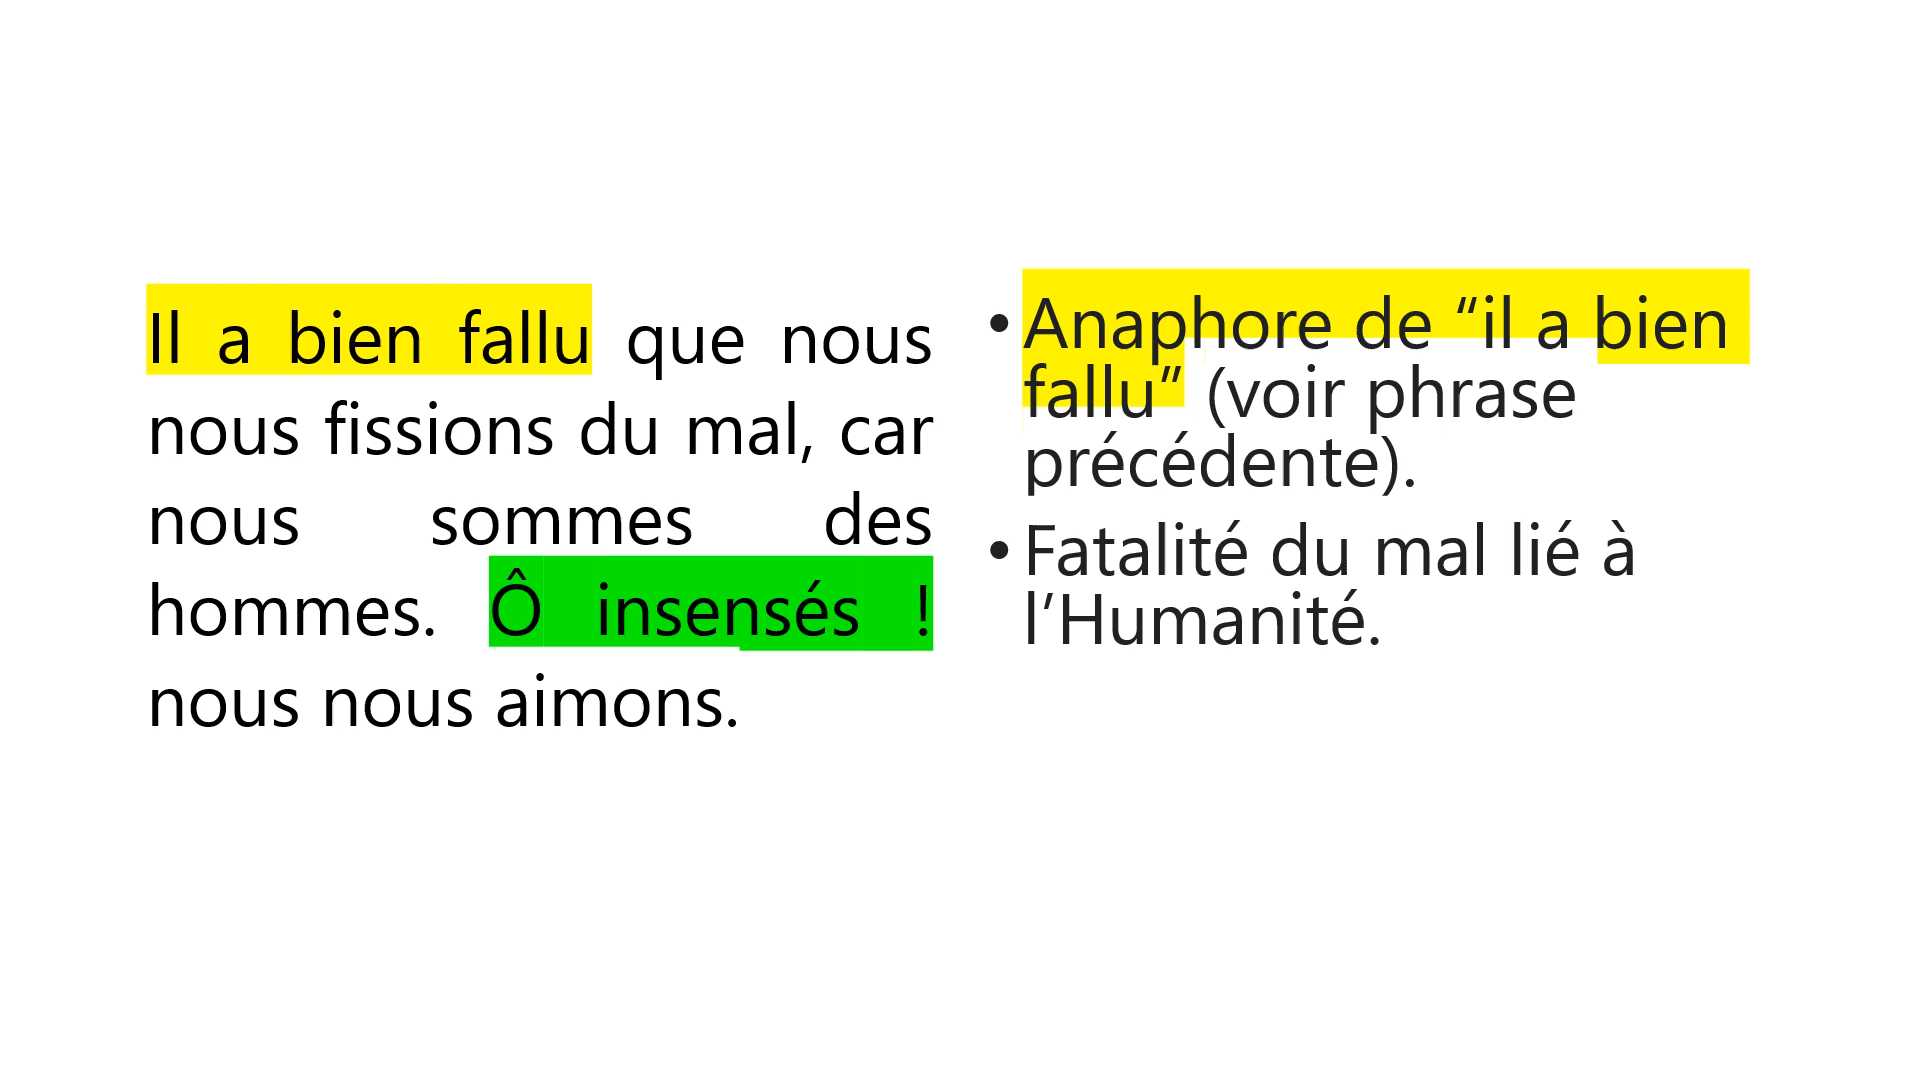 Il a bien fallu que nous
nous fissions du mal, car
nous sommes des
hommes. Ô insensés !
nous nous aimons.
• Anaphore de “il a bien
fallu” (voir phrase
précédente).
• Fatalité du mal lié à
l’Humanité.